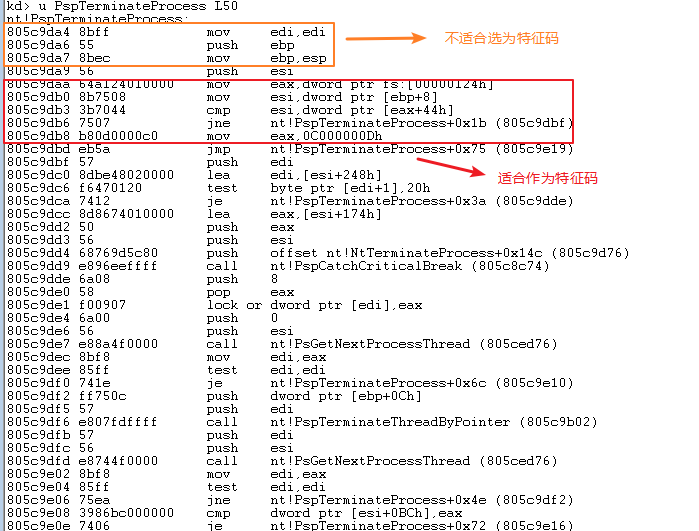 kd> u PspTerminateProcess L50
nt!PspTerminateProcess:
805c9da4 8bff mov edi,edi
805c9da6 55 push ebp
805c9da7 8bec mov ebp,esp
不适合选为特征码
805c9da9 56 push esi
805c9daa 64a124010000 mov eax,dword ptr fs:[00000124h]
805c9db0 8b7508 mov esi,dword ptr [ebp+8]
805c9db3 3b7044 cmp esi,dword ptr [eax+44h]
805c9db6 7507 jne nt!PspTerminateProcess+0x1b (805c9dbf)
805c9db8 b80d0000c0 mov eax,0C000000Dh
805c9dbd eb5a jmp nt!PspTerminateProcess+0x75 (805c9e19)
805c9dbf 57 push edi
805c9dc0 8dbe48020000 lea edi,[esi+248h]
适合作为特征码
805c9dc6 f6470120 test byte ptr [edi+1],20h
805c9dca 7412 je nt!PspTerminateProcess+0x3a (805c9dde)
805c9dcc 8d8674010000 lea eax,[esi+174h]
805c9dd2 50 push eax
805c9dd3 56 push esi
805c9dd4 68769d5c80 push offset nt!NtTerminateProcess+0x14c (805c9d76)
805c9dd9 e896eeffff call nt!PspCatchCriticalBreak (805c8c74)
805c9dde 6a08 push 8
805c9de0 58 pop eax
805c9de1 f00907 lock or dword ptr [edi],eax
805c9de4 6a00 push 0
805c9de6 56 push esi
805c9de7 e88a4f0000 call nt!PsGetNextProcessThread (805ced76)
805c9dec 8bf8 mov edi,eax
805c9dee 85ff test edi,edi
805c9df0 741e je nt!PspTerminateProcess+0x6c (805c9e10)
805c9df2 ff750c push dword ptr [ebp+0Ch]
805c9df5 57 push edi
805c9df6 e807fdffff call nt!PspTerminateThreadByPointer (805c9b02)
805c9dfb 57 push edi
805c9dfc 56 push esi
805c9dfd e8744f0000 call nt!PsGetNextProcessThread (805ced76)
805c9e02 8bf8 mov edi,eax
805c9e04 85ff test edi,edi
805c9e06 75ea jne nt!PspTerminateProcess+0x4e (805c9df2)
805c9e08 3986bc000000 cmp dword ptr [esi+0BCh],eax
805c9e0e 7406 je nt!PspTerminateProcess+0x72 (805c9e16)